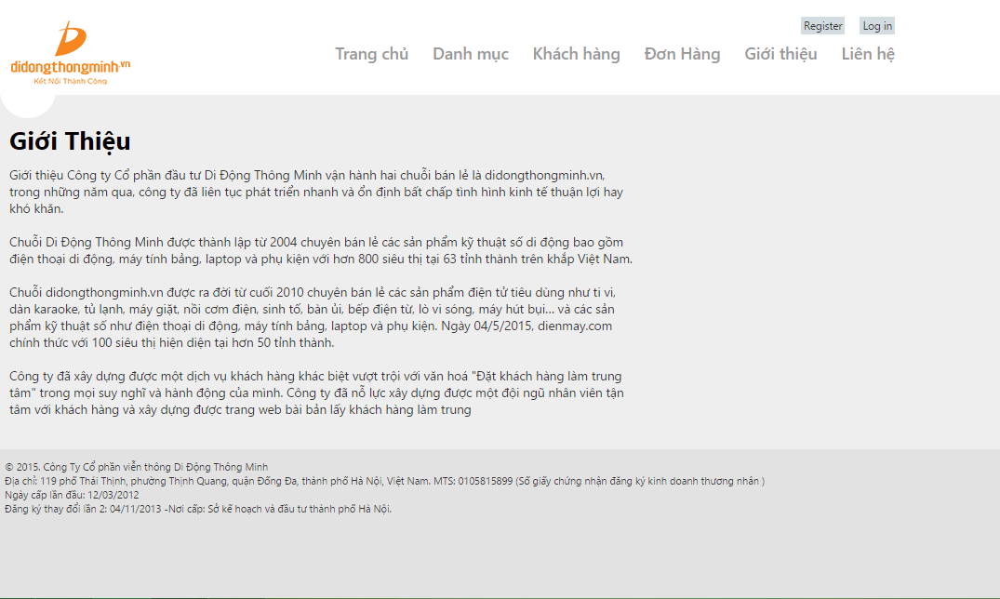 Register Log in
didongthongminh.vn
Kết Nối Thành Công
Trang chủ Danh mục Khách hàng Đơn Hàng Giới thiệu Liên hệ
Giới Thiệu
Giới thiệu Công ty Cổ phần đầu tư Di Động Thông Minh vận hành hai chuỗi bán lẻ là didongthongminh.vn,
trong những năm qua, công ty đã liên tục phát triển nhanh và ổn định bất chấp tình hình kinh tế thuận lợi hay
khó khăn.
Chuỗi Di Động Thông Minh được thành lập từ 2004 chuyên bán lẻ các sản phẩm kỹ thuật số di động bao gồm
điện thoại di động, máy tính bảng, laptop và phụ kiện với hơn 800 siêu thị tại 63 tỉnh thành trên khắp Việt Nam.
Chuỗi didongthongminh.vn được ra đời từ cuối 2010 chuyên bán lẻ các sản phẩm điện tử tiêu dùng như ti vi,
dàn karaoke, tủ lạnh, máy giặt, nồi cơm điện, sinh tố, bàn ủi, bếp điện từ, lò vi sóng, máy hút bụi... và các sản
phẩm kỹ thuật số như điện thoại di động, máy tính bảng, laptop và phụ kiện. Ngày 04/5/2015, dienmay.com
chính thức với 100 siêu thị hiện diện tại hơn 50 tỉnh thành.
Công ty đã xây dựng được một dịch vụ khách hàng khác biệt vượt trội với văn hoá "Đặt khách hàng làm trung
tâm" trong mọi suy nghĩ và hành động của mình. Công ty đã nỗ lực xây dựng được một đội ngũ nhân viên tận
tâm với khách hàng và xây dựng được trang web bài bản lấy khách hàng làm trung
© 2015. Công Ty Cổ phần viễn thông Di Động Thông Minh
Địa chỉ: 119 phố Thái Thịnh, phường Thịnh Quang, quận Đống Đa, thành phố Hà Nội, Việt Nam. MTS: 0105815899 (Số giấy chứng nhận đăng ký kinh doanh thương nhân )
Ngày cấp lần đầu: 12/03/2012
Đăng ký thay đổi lần 2: 04/11/2013 -Nơi cấp: Sở kế hoạch và đầu tư thành phố Hà Nội.